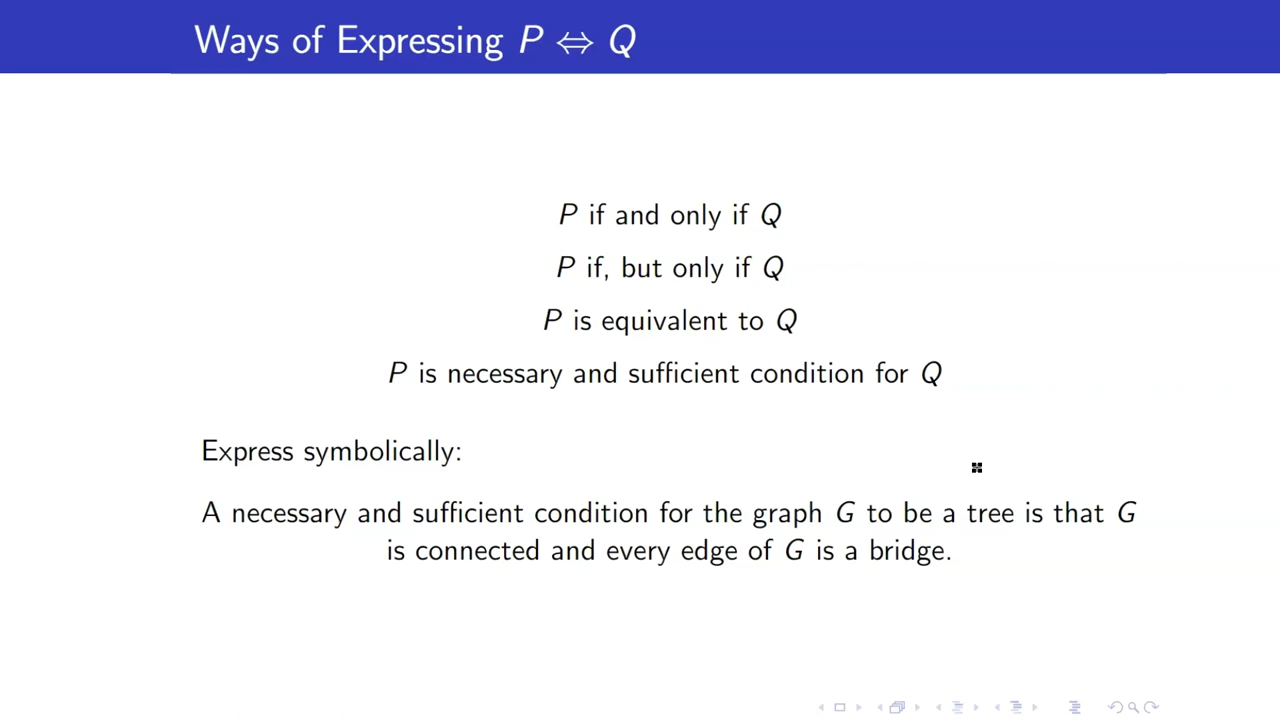 Ways of Expressing P ⇔ Q
P if and only if Q
P if, but only if Q
P is equivalent to Q
P is necessary and sufficient condition for Q
Express symbolically:
A necessary and sufficient condition for the graph G to be a tree is that G
is connected and every edge of G is a bridge.